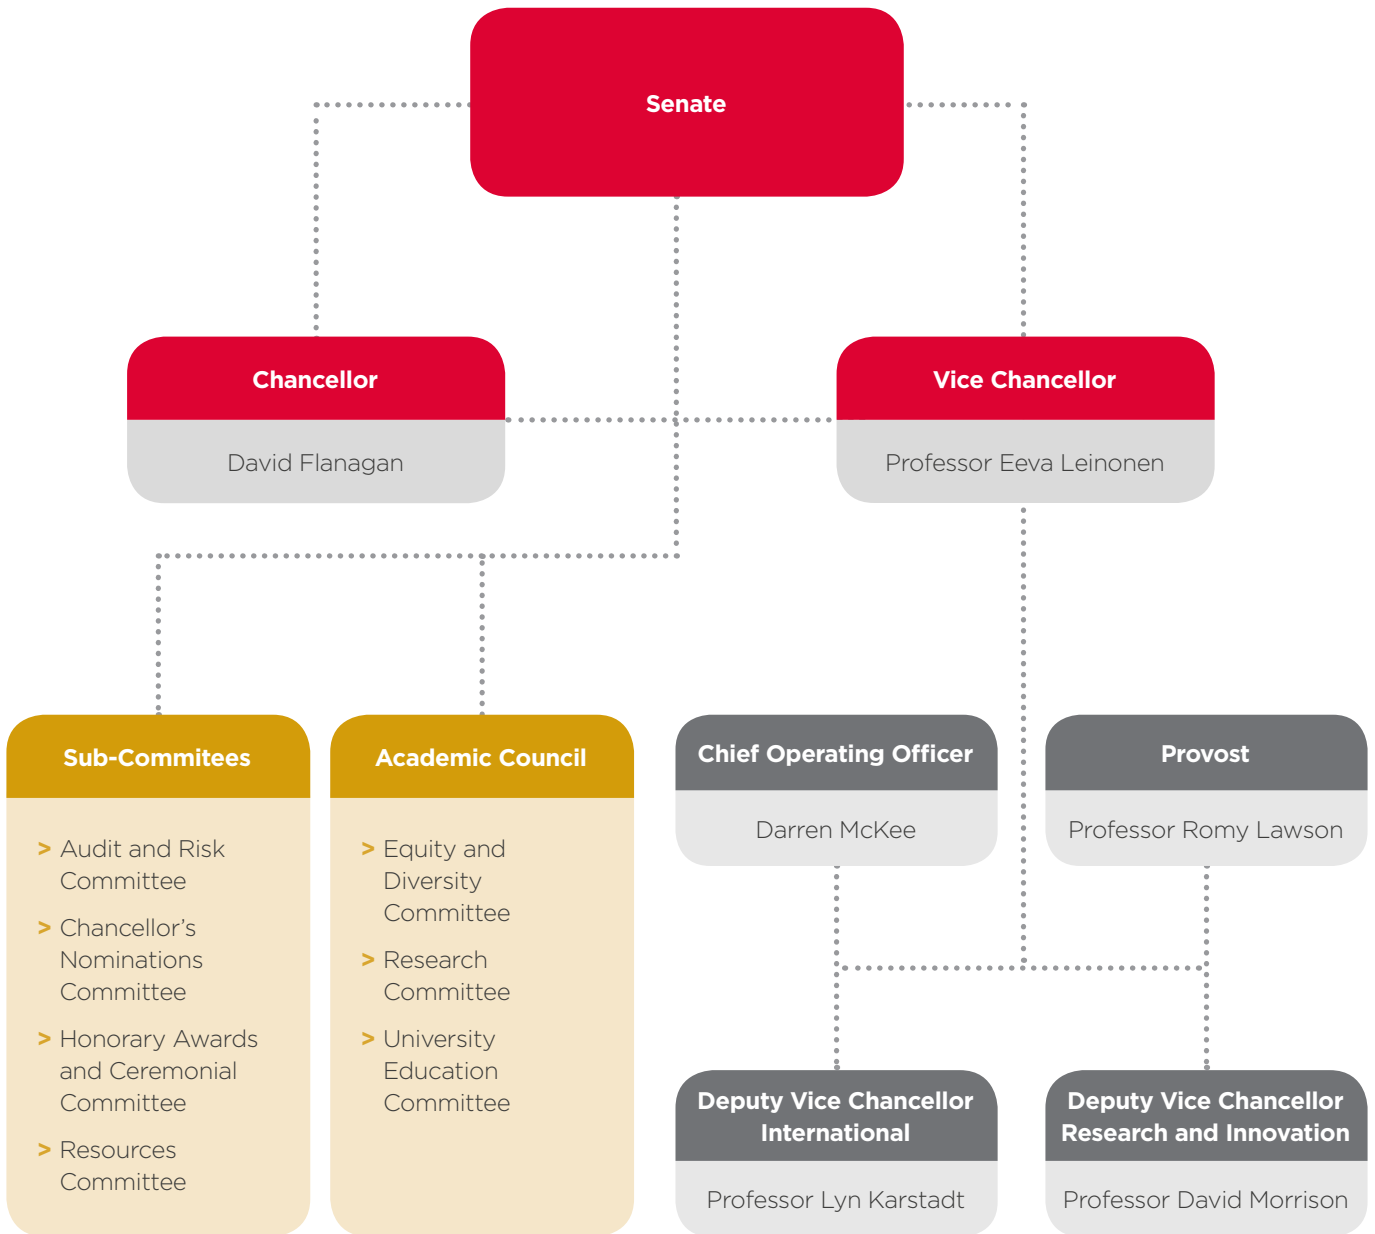 Senate
Chancellor
David Flanagan
Vice Chancellor
Professor Eeva Leinonen
Sub-Commitees
> Audit and Risk
Committee
> Chancellor’s
Nominations
Committee
> Honorary Awards
and Ceremonial
Committee
> Resources
Committee
Academic Council
> Equity and
Diversity
Committee
> Research
Committee
> University
Education
Committee
Chief Operating Officer
Darren McKee
Provost
Professor Romy Lawson
Deputy Vice Chancellor
International
Professor Lyn Karstadt
Deputy Vice Chancellor
Research and Innovation
Professor David Morrison